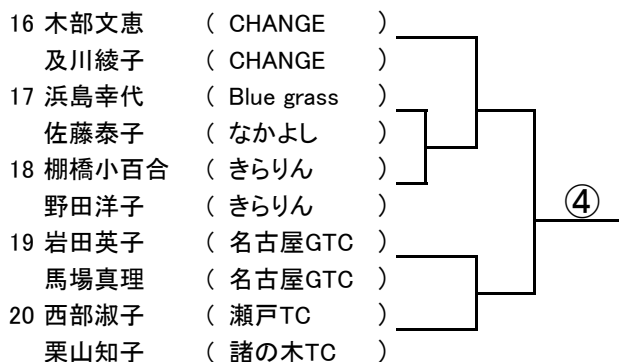 16 木部文恵 ( CHANGE )
及川綾子 ( CHANGE )
17 浜島幸代 ( Blue grass )
佐藤泰子 ( なかよし )
18 棚橋小百合 ( きらりん )
野田洋子 ( きらりん )
④
19 岩田英子 ( 名古屋GTC )
馬場真理 ( 名古屋GTC )
20 西部淑子 ( 瀬戸TC )
栗山知子 ( 諸の木TC )